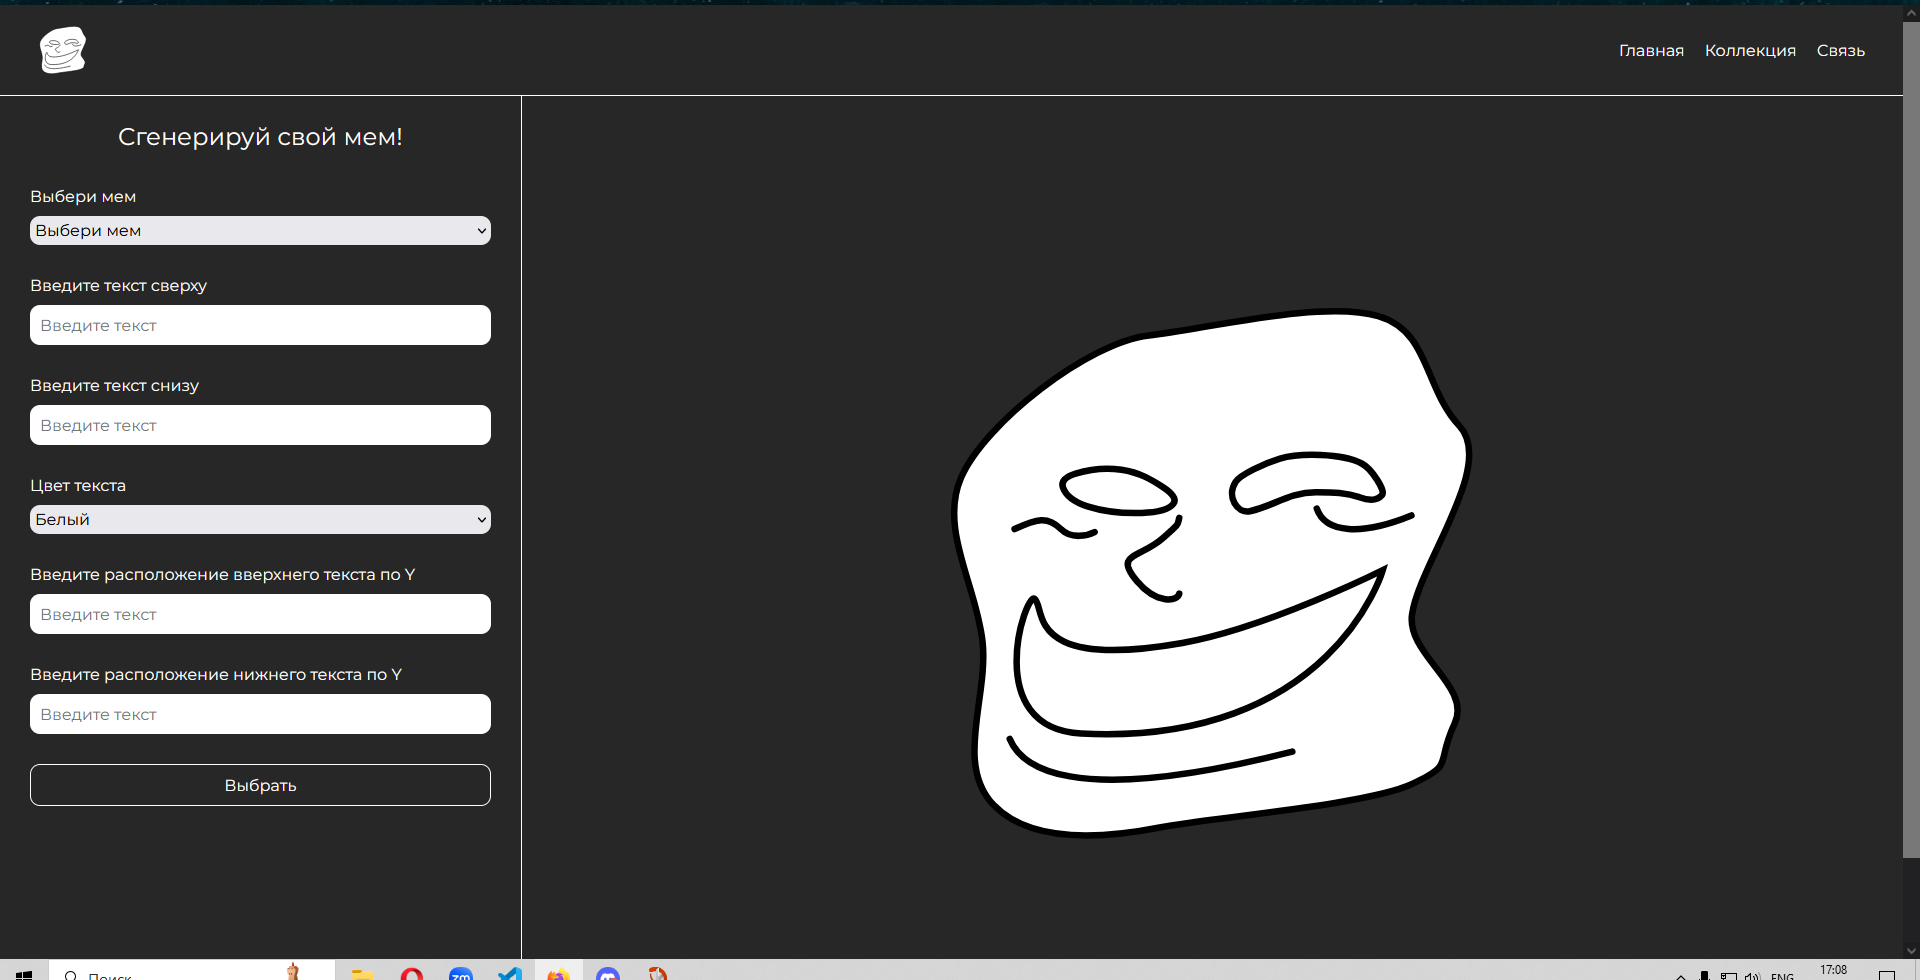 Главная Коллекция Связь
Сгенерируй свой мем!
Выбери мем
Выбери мем
Введите текст сверху
Введите текст
Введите текст снизу
Введите текст
Цвет текста
Белый
Введите расположение вверхнего текста по Y
Введите текст
Введите расположение нижнего текста по Y
Введите текст
Выбрать
Поиск
zm
ENG
17:08